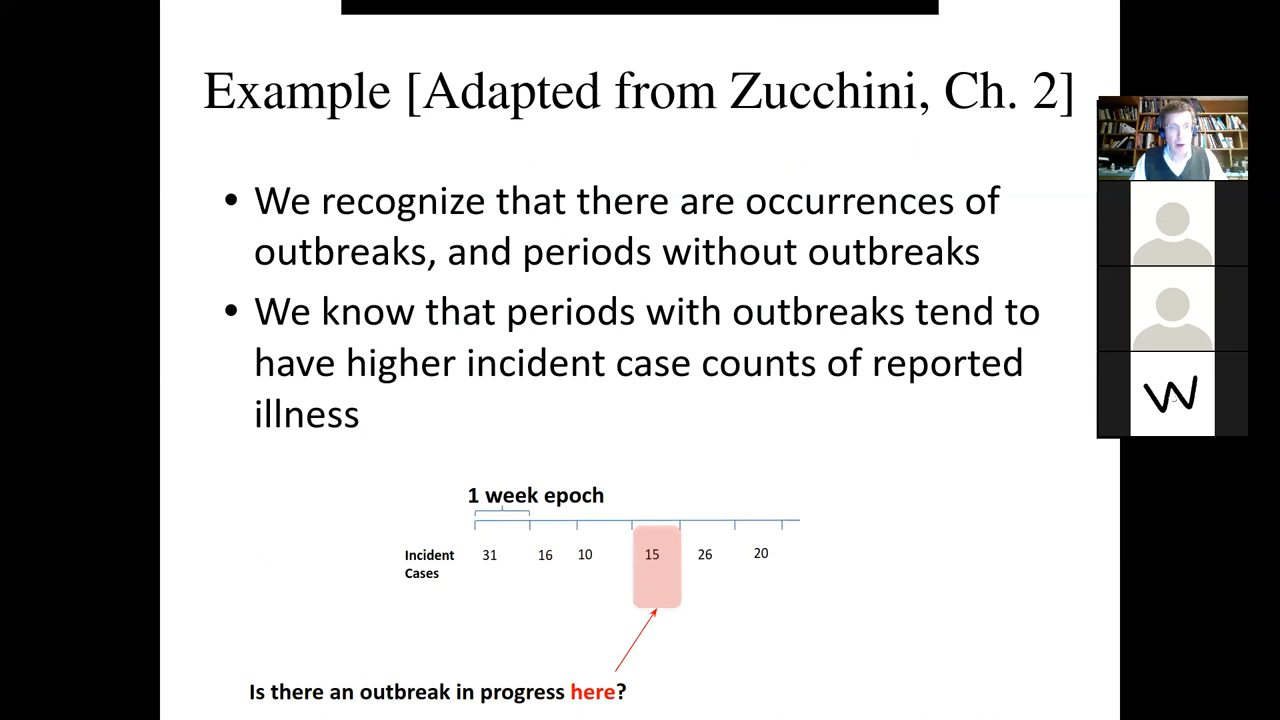 Example [Adapted from Zucchini, Ch. 2]
• We recognize that there are occurrences of
outbreaks, and periods without outbreaks
• We know that periods with outbreaks tend to
have higher incident case counts of reported
illness
1 week epoch
Incident
Cases
31 16 10 15 26 20
Is there an outbreak in progress here?
W